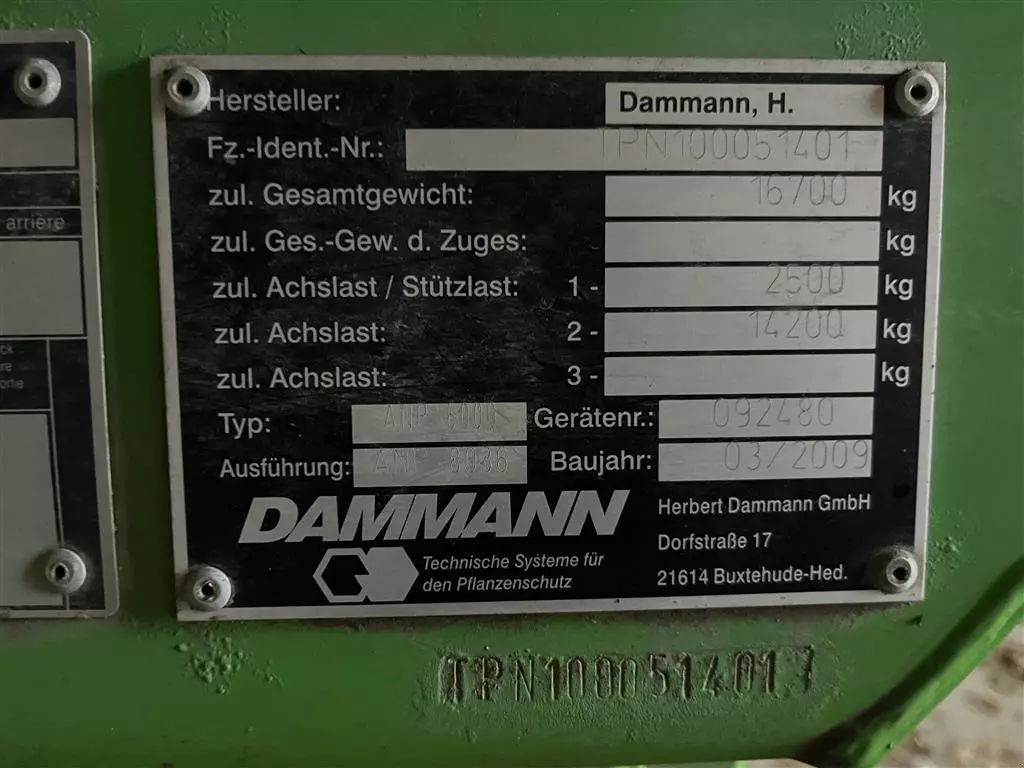 arrière
Hersteller: Dammann, H.
Fz.-Ident.-Nr.: TPN100051401
zul. Gesamtgewicht: 16700 kg
zul. Ges.-Gew. d. Zuges: kg
zul. Achslast / Stützlast: 1 - 2500 kg
zul. Achslast: 2 - 14200 kg
zul. Achslast: 3 - kg
Typ: ANP 6000 Gerätenr.: 092480
Ausführung: Baujahr: 03/2009
DAMMANN
Technische Systeme für
den Pflanzenschutz
Herbert Dammann GmbH
Dorfstraße 17
21614 Buxtehude-Hed.
TPN100051401